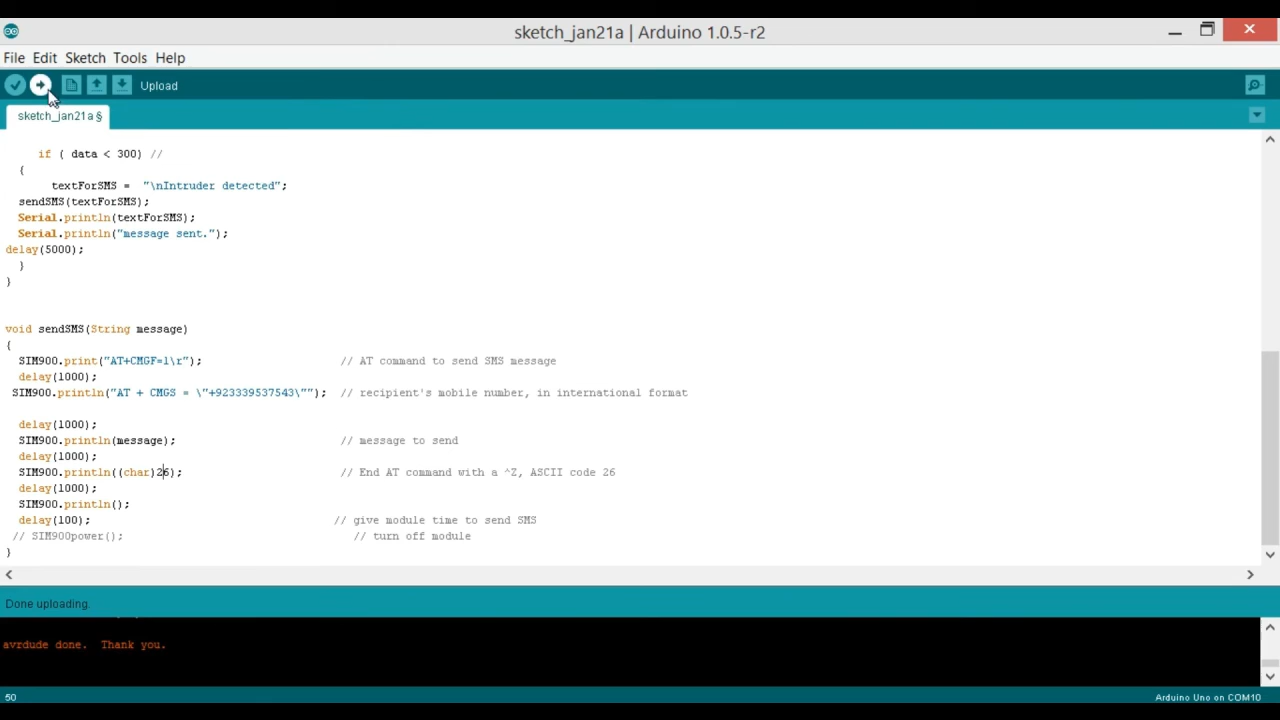 sketch_jan21a | Arduino 1.0.5-r2
File Edit Sketch Tools Help
Upload
sketch_jan21a §
if ( data < 300) //
{
textForSMS = "\nIntruder detected";
sendSMS(textForSMS);
Serial.println(textForSMS);
Serial.println("message sent.");
delay(5000);
}
}
void sendSMS(String message)
{
SIM900.print("AT+CMGF=1\r"); // AT command to send SMS message
delay(1000);
SIM900.println("AT + CMGS = \"+923339537543\""); // recipient's mobile number, in international format
delay(1000);
SIM900.println(message); // message to send
delay(1000);
SIM900.println((char)26); // End AT command with a ^Z, ASCII code 26
delay(1000);
SIM900.println();
delay(100); // give module time to send SMS
// SIM900power(); // turn off module
}
Done uploading.
avrdude done. Thank you.
50 Arduino Uno on COM10